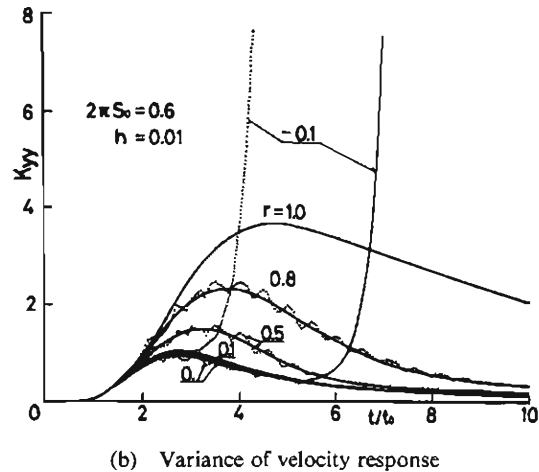 8
6
4
2
0
Kyy
2πS₀=0.6
h =0.01
-0.1
r=1.0
0.8
0.5
0.1
0.
2
4
6
8
10
t/t₀
(b) Variance of velocity response